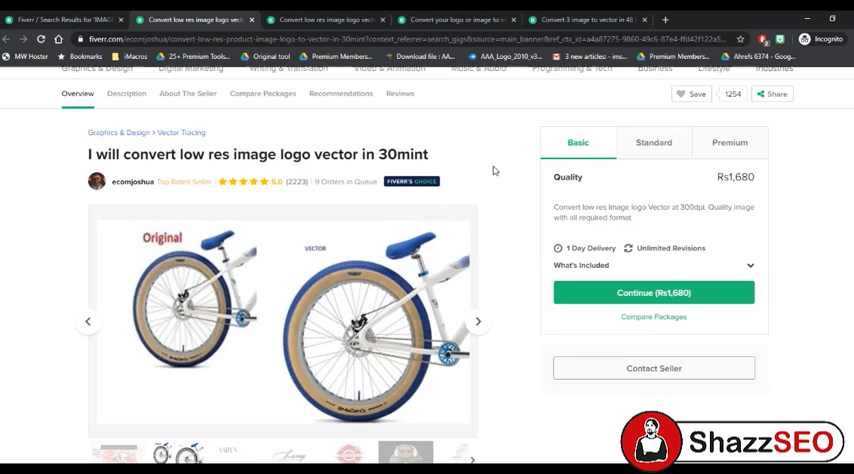 Fiverr / Search Results for 'IMAG
Convert low res image logo vect
Convert low res image logo vect
Convert your logo or image to v
Convert 3 image to vector in 48
fiverr.com/ecomjoshua/convert-low-res-product-image-logo-to-vector-in-30mint?context_referrer=search_gigs&source=main_banner&ref_ctx_id=a4a87275-9860-49c6-87e4-pdf6f2f122a5...
Incognito
MW Hoster
Bookmarks
iMacros
25+ Premium Tools...
Original tool
Premium Members...
Download file : AA...
AAA_Logo_2010_v3...
3 new articles: - ims...
Premium Members...
Ahrefs 6374 - Goog...
Graphics & Design
Digital Marketing
Writing & Translation
Video & Animation
Music & Audio
Programming & Tech
Business
Lifestyle
Industries
Overview
Description
About The Seller
Compare Packages
Recommendations
Reviews
Save
1254
Share
Graphics & Design > Vector Tracing
I will convert low res image logo vector in 30mint
ecomjoshua Top Rated Seller 5.0 (2223) 9 Orders in Queue FIVERR'S CHOICE
Original
VECTOR
Basic
Standard
Premium
Quality
Rs1,680
Convert low res Image logo Vector at 300dpi. Quality image
with all required format.
1 Day Delivery
Unlimited Revisions
What's Included
Continue (Rs1,680)
Compare Packages
Contact Seller
ShazzSEO